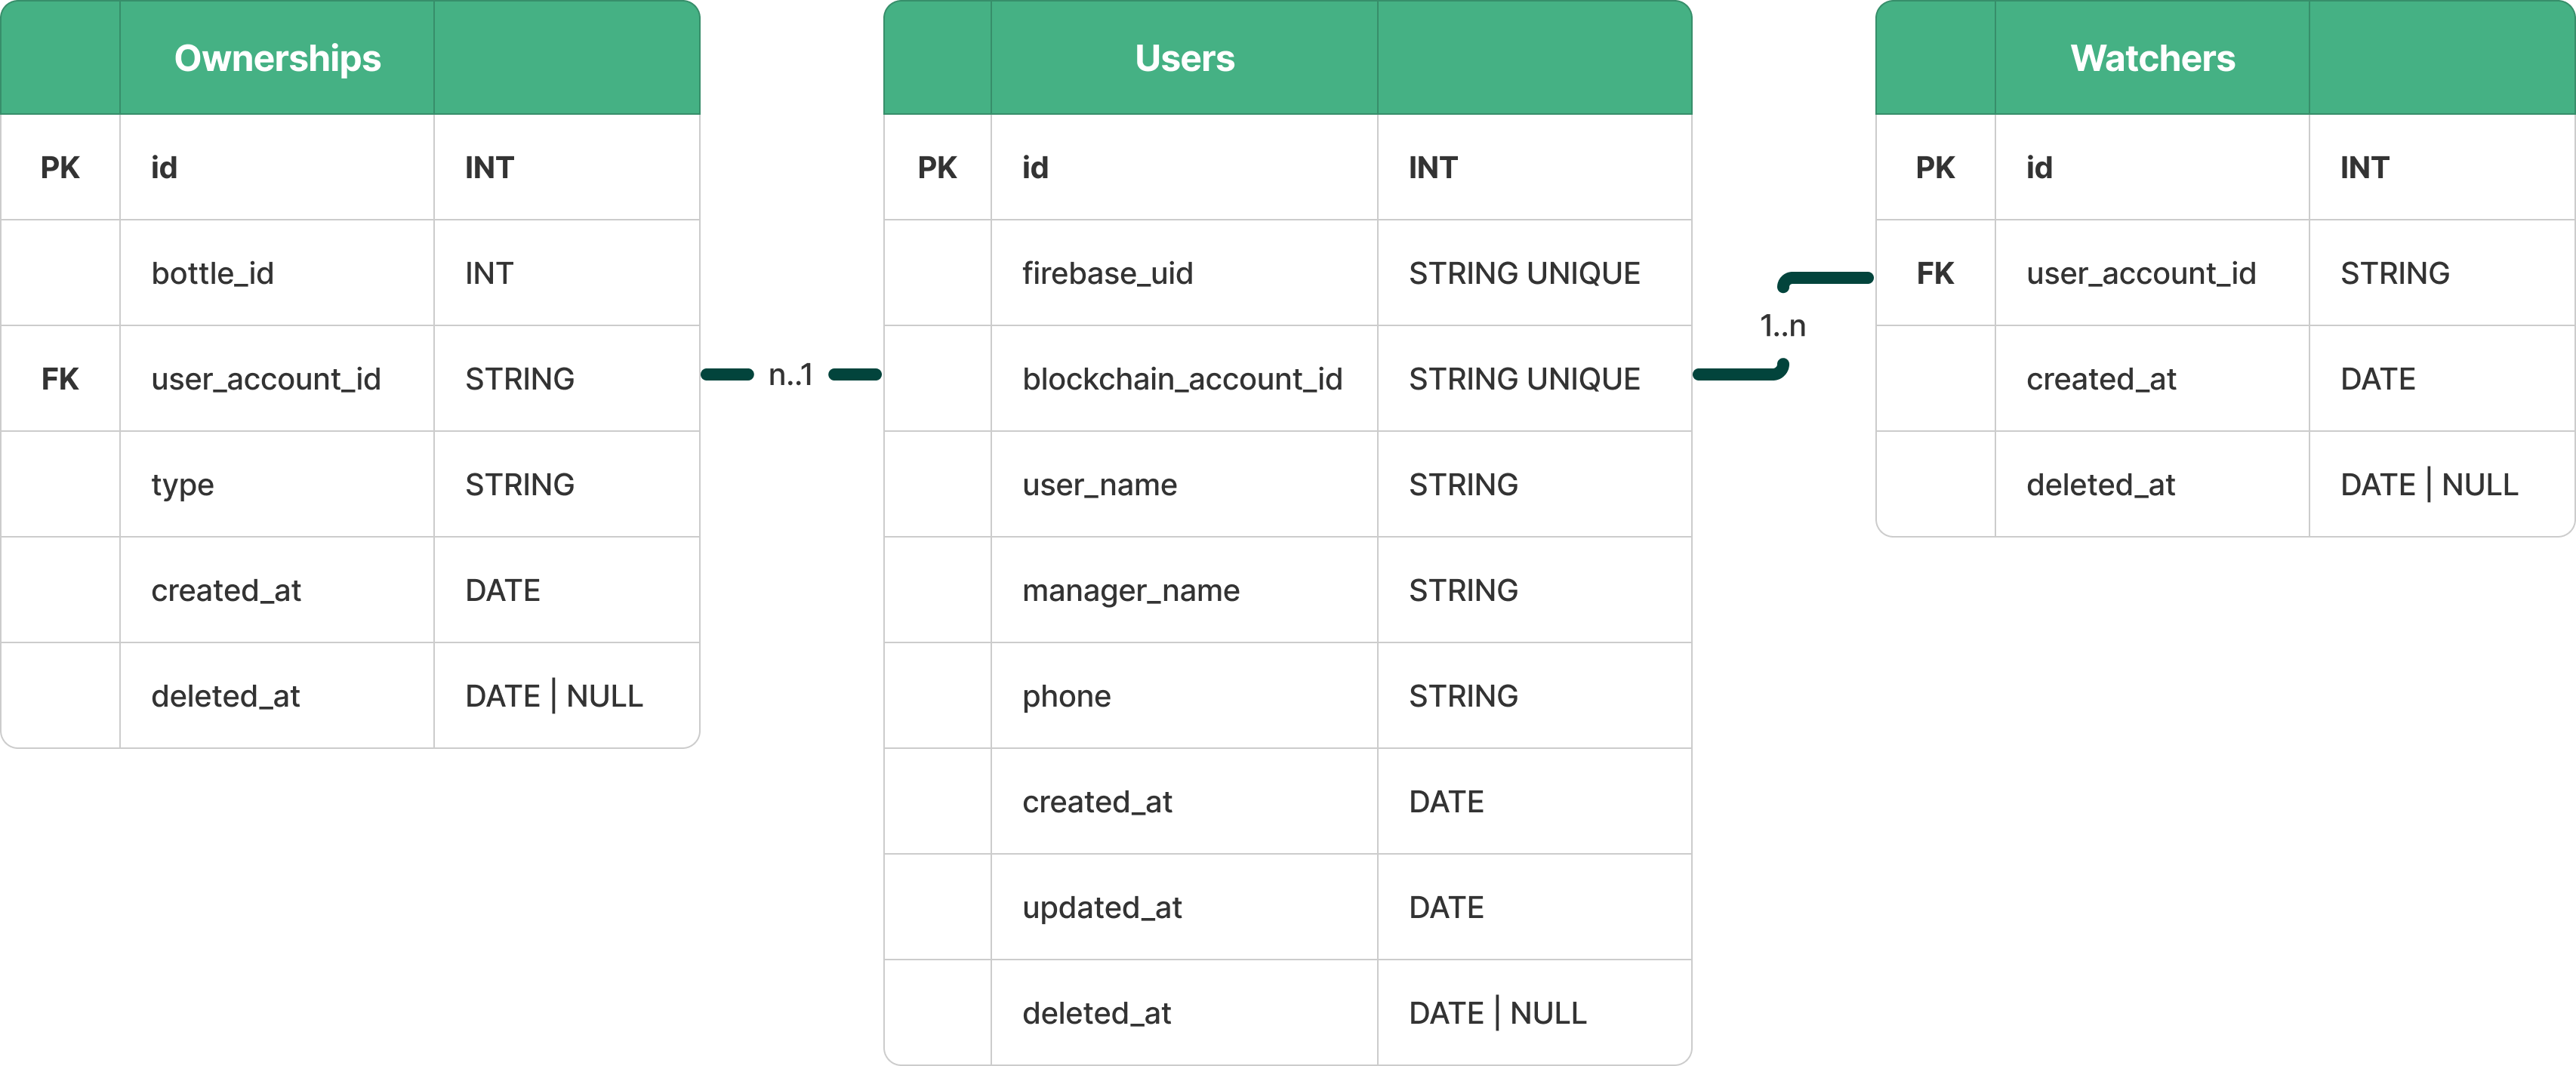 Ownerships
PK id INT
bottle_id INT
FK user_account_id STRING
type STRING
created_at DATE
deleted_at DATE | NULL
n..1
Users
PK id INT
firebase_uid STRING UNIQUE
blockchain_account_id STRING UNIQUE
user_name STRING
manager_name STRING
phone STRING
created_at DATE
updated_at DATE
deleted_at DATE | NULL
1..n
Watchers
PK id INT
FK user_account_id STRING
created_at DATE
deleted_at DATE | NULL